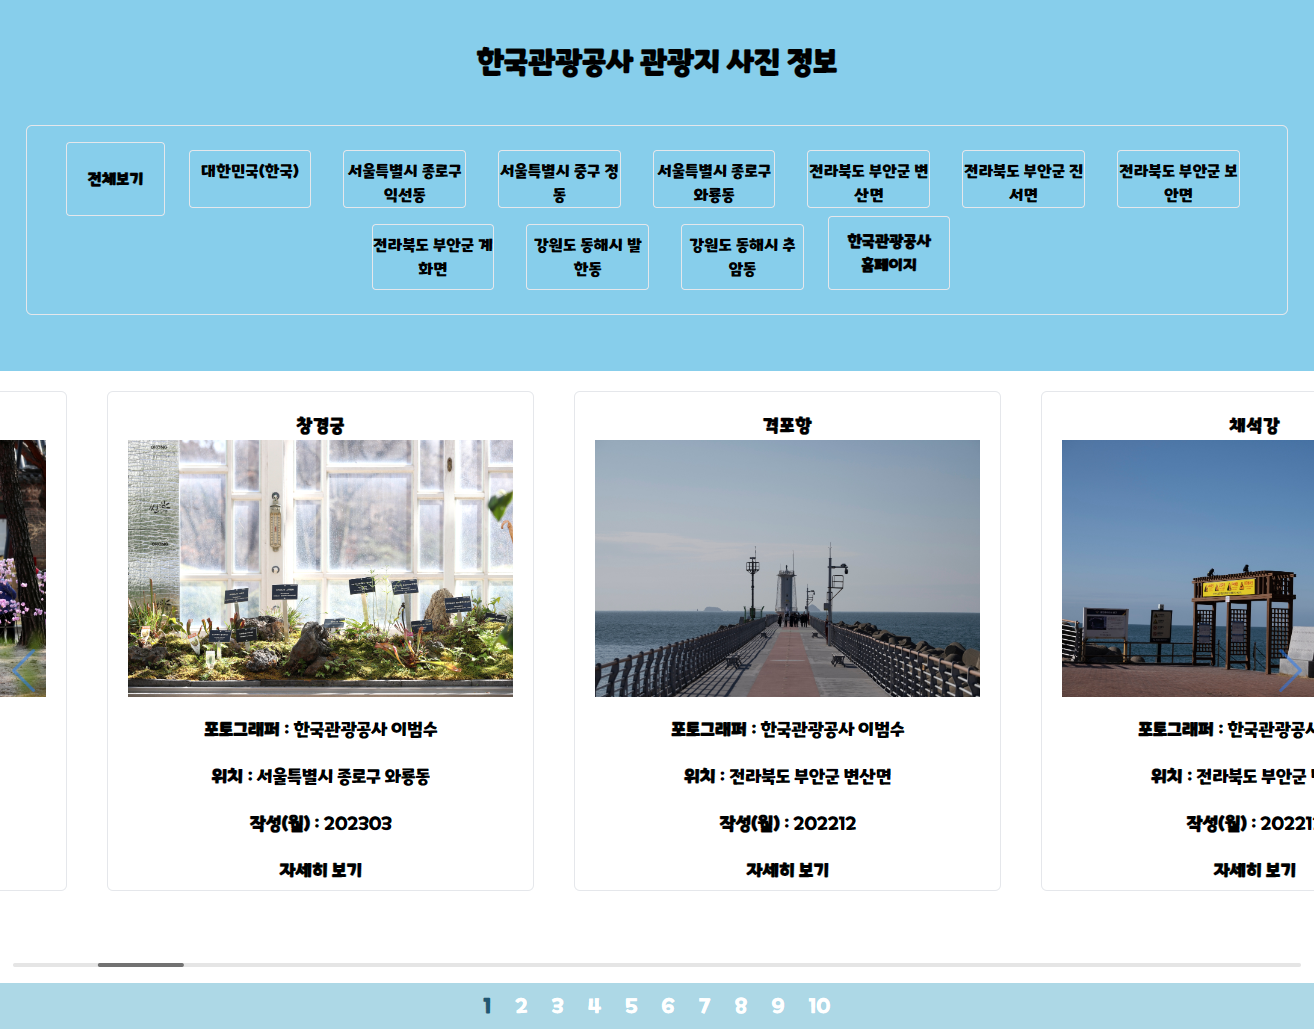 한국관광공사 관광지 사진 정보
전체보기
대한민국(한국)
서울특별시 종로구
익선동
서울특별시 중구 정
동
서울특별시 종로구
와룡동
전라북도 부안군 변
산면
전라북도 부안군 진
서면
전라북도 부안군 보
안면
전라북도 부안군 계
화면
강원도 동해시 발
한동
강원도 동해시 추
암동
한국관광공사
홈페이지
창경궁
포토그래퍼 : 한국관광공사 이범수
위치 : 서울특별시 종로구 와룡동
작성(월) : 202303
자세히 보기
격포항
포토그래퍼 : 한국관광공사 이범수
위치 : 전라북도 부안군 변산면
작성(월) : 202212
자세히 보기
채석강
포토그래퍼 : 한국관광공사
위치 : 전라북도 부안군
작성(월) : 20221
자세히 보기
1 2 3 4 5 6 7 8 9 10